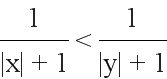 1/(|x| + 1) < 1/(|y| + 1)